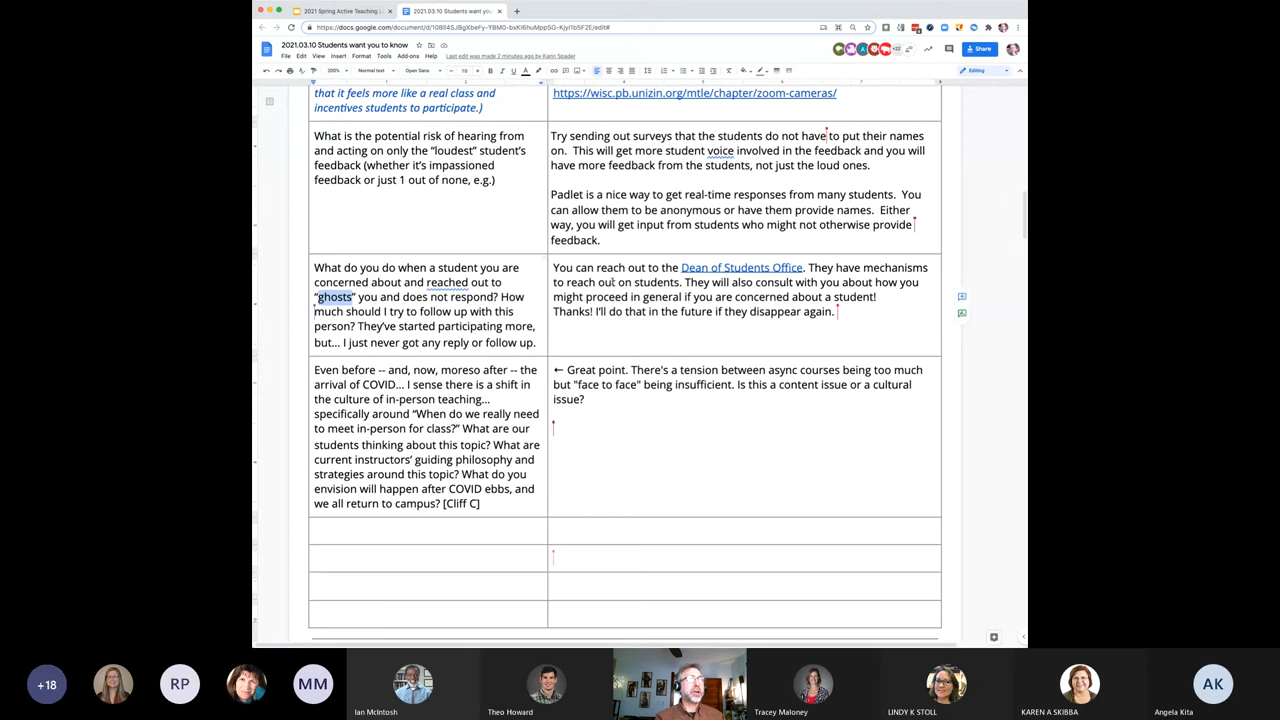 2021 Spring Active Teaching L
2021.03.10 Students want you
https://docs.google.com/document/d/
2021.03.10 Students want you to know
File Edit View Insert Format Tools Add-ons Help
Last edit was made 2 minutes ago by Karin Spader
Share
200%
Normal text
Open Sans
10
Editing
that it feels more like a real class and
incentives students to participate.)
https://wisc.pb.unizin.org/mtle/chapter/zoom-cameras/
What is the potential risk of hearing from
and acting on only the "loudest" student's
feedback (whether it's impassioned
feedback or just 1 out of none, e.g.)
Try sending out surveys that the students do not have to put their names
on. This will get more student voice involved in the feedback and you will
have more feedback from the students, not just the loud ones.
Padlet is a nice way to get real-time responses from many students. You
can allow them to be anonymous or have them provide names. Either
way, you will get input from students who might not otherwise provide
feedback.
What do you do when a student you are
concerned about and reached out to
“ghosts” you and does not respond? How
much should I try to follow up with this
person? They’ve started participating more,
but… I just never got any reply or follow up.
You can reach out to the Dean of Students Office. They have mechanisms
to reach out on students. They will also consult with you about how you
might proceed in general if you are concerned about a student!
Thanks! I’ll do that in the future if they disappear again.
Even before -- and, now, moreso after -- the
arrival of COVID… I sense there is a shift in
the culture of in-person teaching…
specifically around “When do we really need
to meet in-person for class?” What are our
students thinking about this topic? What are
current instructors’ guiding philosophy and
strategies around this topic? What do you
envision will happen after COVID ebbs, and
we all return to campus? [Cliff C]
← Great point. There's a tension between async courses being too much
but "face to face" being insufficient. Is this a content issue or a cultural
issue?
+18
RP
MM
AK
Ian McIntosh
Theo Howard
Tracey Maloney
LINDY K STOLL
KAREN A SKIBBA
Angela Kita